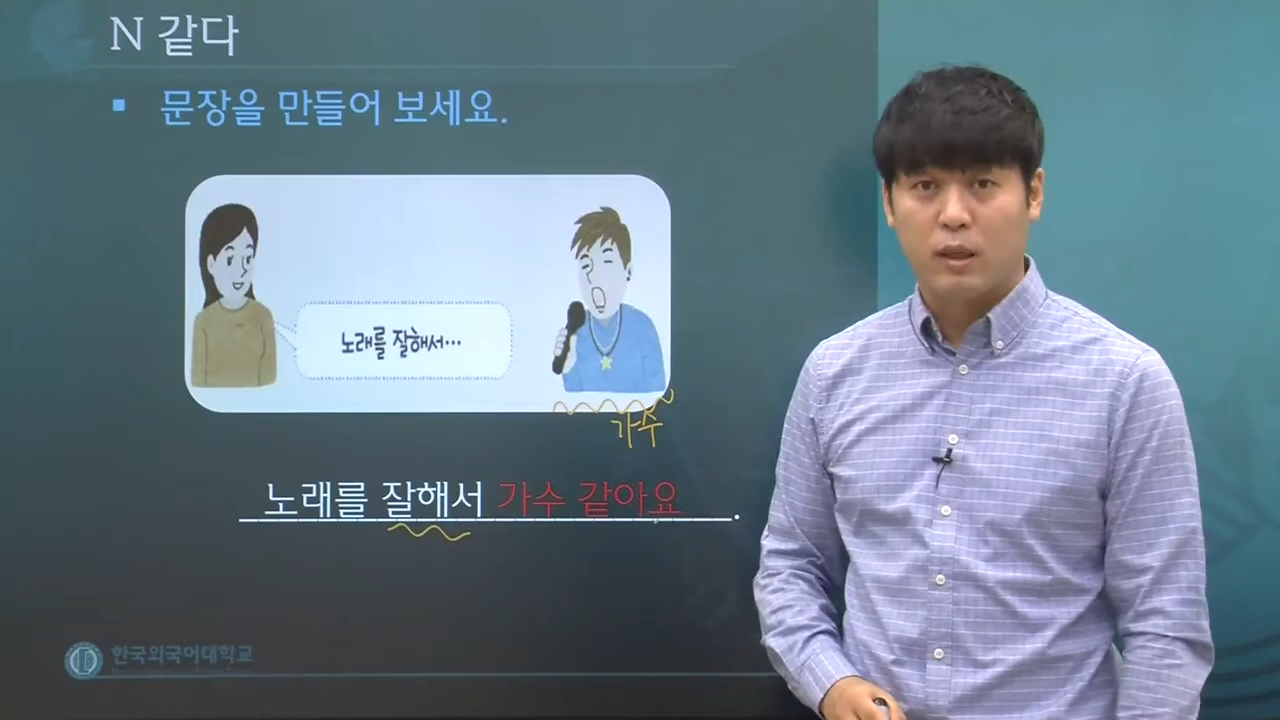 N 같다
▪ 문장을 만들어 보세요.
노래를 잘해서…
가수
노래를 잘해서 가수 같아요.
한국외국어대학교